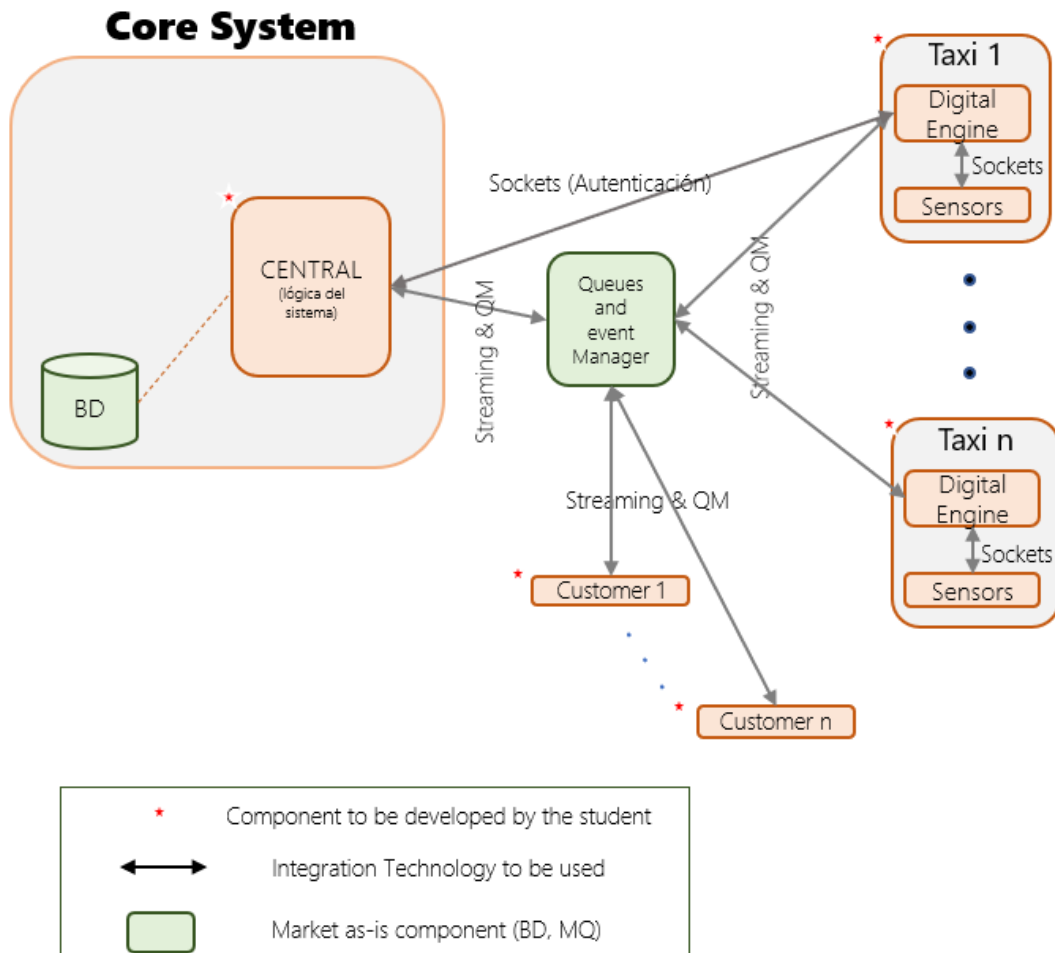 Core System
Taxi 1
Digital
Engine
Sockets
Sensors
Sockets (Autenticación)
CENTRAL
(lógica del
sistema)
BD
Streaming & QM
Queues
and
event
Manager
Streaming & QM
Taxi n
Digital
Engine
Sockets
Sensors
Streaming & QM
Customer 1
Customer n
Component to be developed by the student
Integration Technology to be used
Market as-is component (BD, MQ)